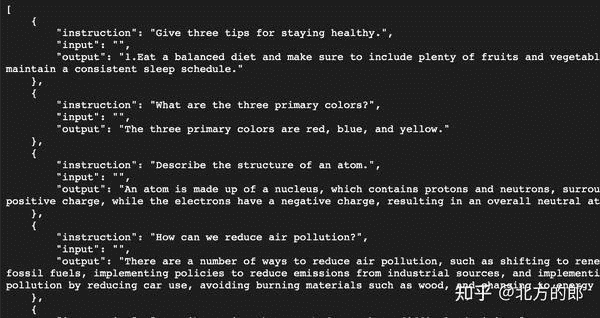 [
{
"instruction": "Give three tips for staying healthy.",
"input": "",
"output": "1.Eat a balanced diet and make sure to include plenty of fruits and vegetabl
maintain a consistent sleep schedule."
},
{
"instruction": "What are the three primary colors?",
"input": "",
"output": "The three primary colors are red, blue, and yellow."
},
{
"instruction": "Describe the structure of an atom.",
"input": "",
"output": "An atom is made up of a nucleus, which contains protons and neutrons, surrou
positive charge, while the electrons have a negative charge, resulting in an overall neutral at
},
{
"instruction": "How can we reduce air pollution?",
"input": "",
"output": "There are a number of ways to reduce air pollution, such as shifting to rene
fossil fuels, implementing policies to reduce emissions from industrial sources, and implementi
pollution by reducing car use, avoiding burning materials such as wood, and changing to energy
},
{
知乎 @北方的郎